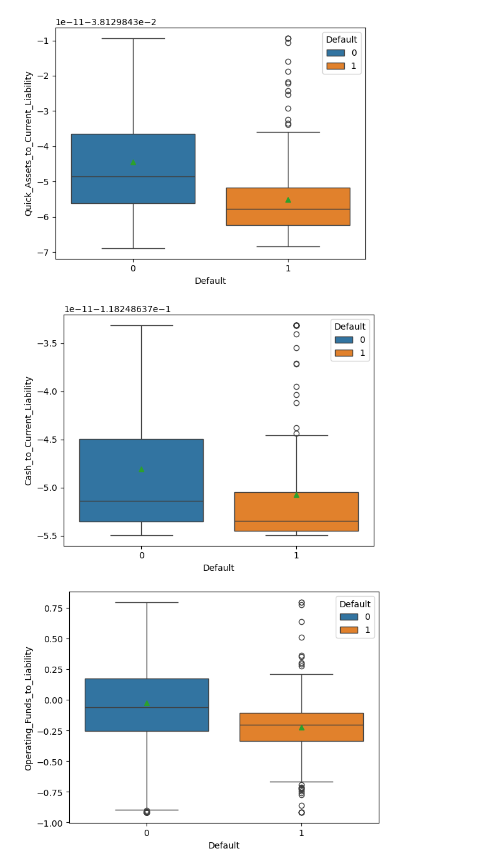 1e−11−3.8129843e−2
Default
0
1
−1
−2
−3
−4
−5
−6
−7
Quick_Assets_to_Current_Liability
0 1
Default
1e−11−1.18248637e−1
Default
0
1
−3.5
−4.0
−4.5
−5.0
−5.5
Cash_to_Current_Liability
0 1
Default
Default
0
1
0.75
0.50
0.25
0.00
−0.25
−0.50
−0.75
−1.00
Operating_Funds_to_Liability
0 1
Default